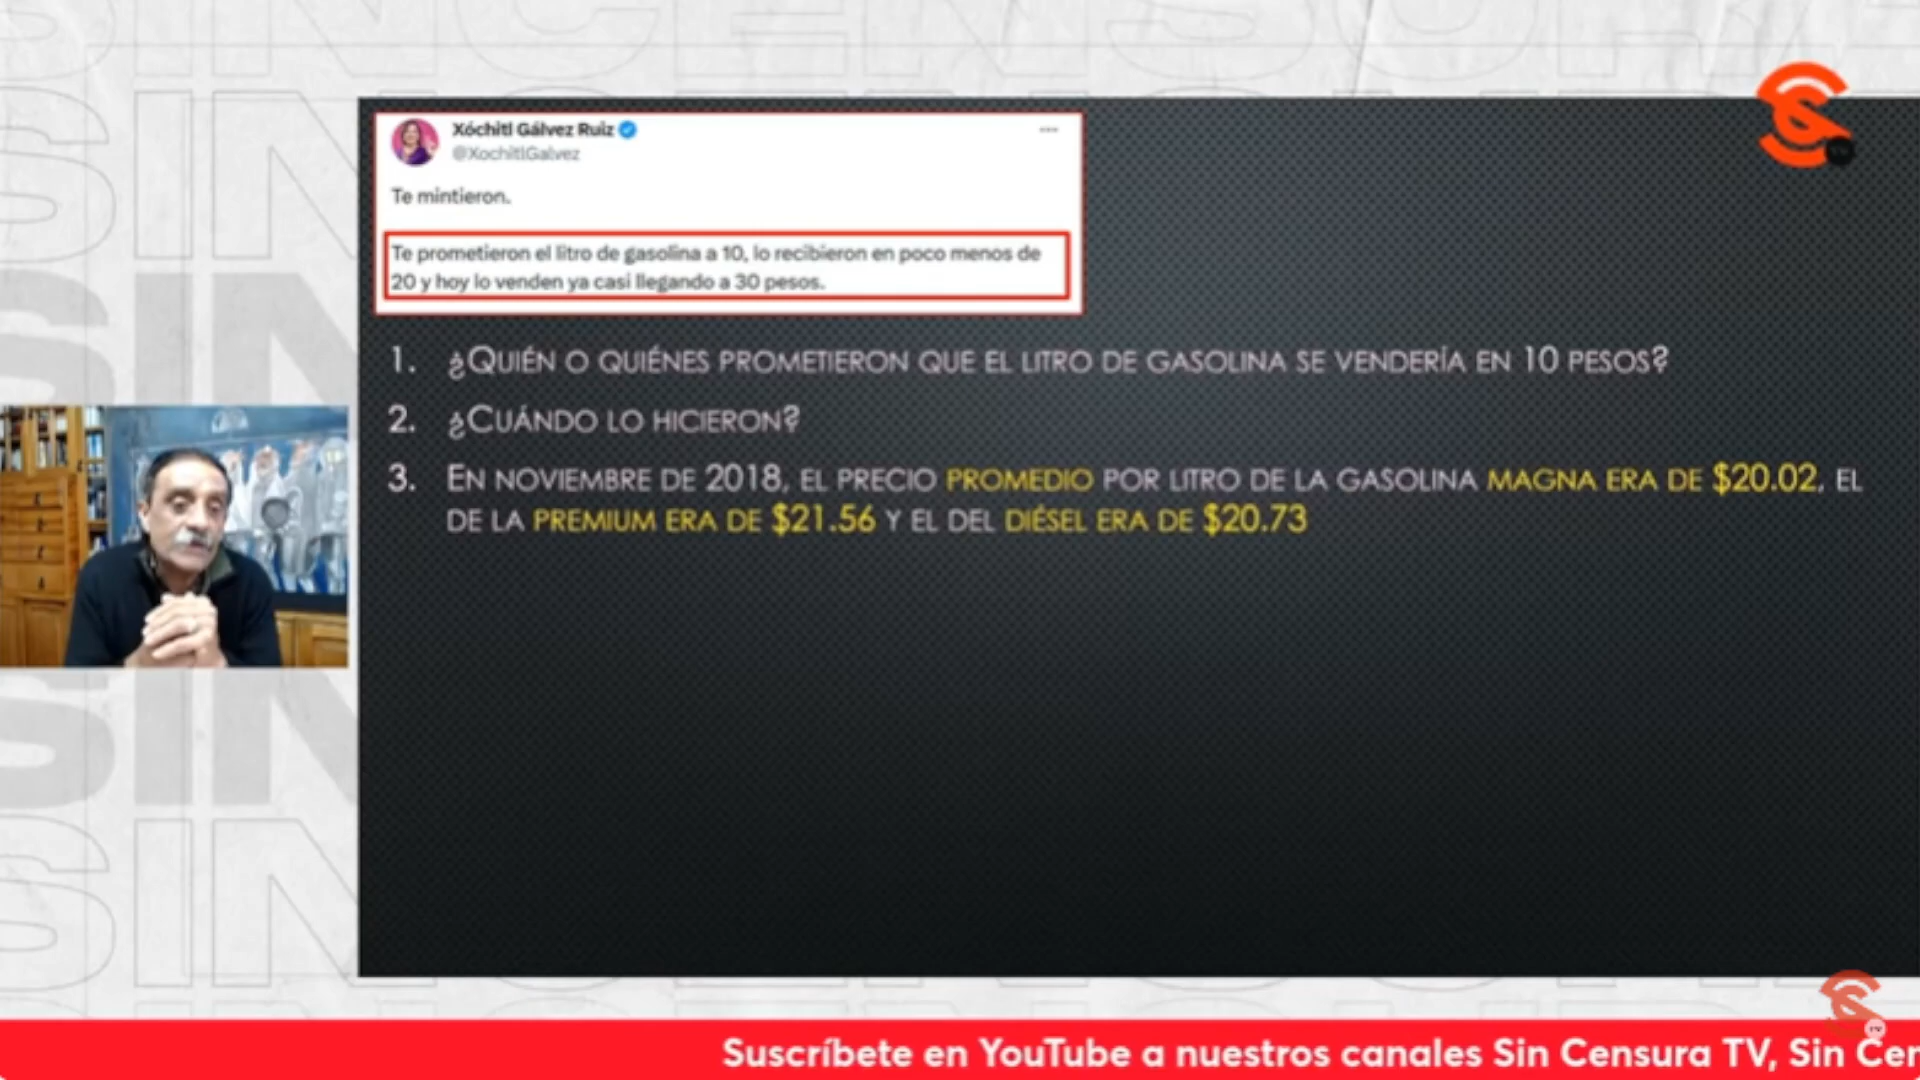 Xóchitl Gálvez Ruiz
@XochitlGalvez
Te mintieron.
Te prometieron el litro de gasolina a 10, lo recibieron en poco menos de
20 y hoy lo venden ya casi llegando a 30 pesos.
1. ¿QUIÉN O QUIÉNES PROMETIERON QUE EL LITRO DE GASOLINA SE VENDERÍA EN 10 PESOS?
2. ¿CUÁNDO LO HICIERON?
3. EN NOVIEMBRE DE 2018, EL PRECIO PROMEDIO POR LITRO DE LA GASOLINA MAGNA ERA DE $20.02, EL
DE LA PREMIUM ERA DE $21.56 Y EL DEL DIÉSEL ERA DE $20.73
Suscríbete en YouTube a nuestros canales Sin Censura TV, Sin Cen